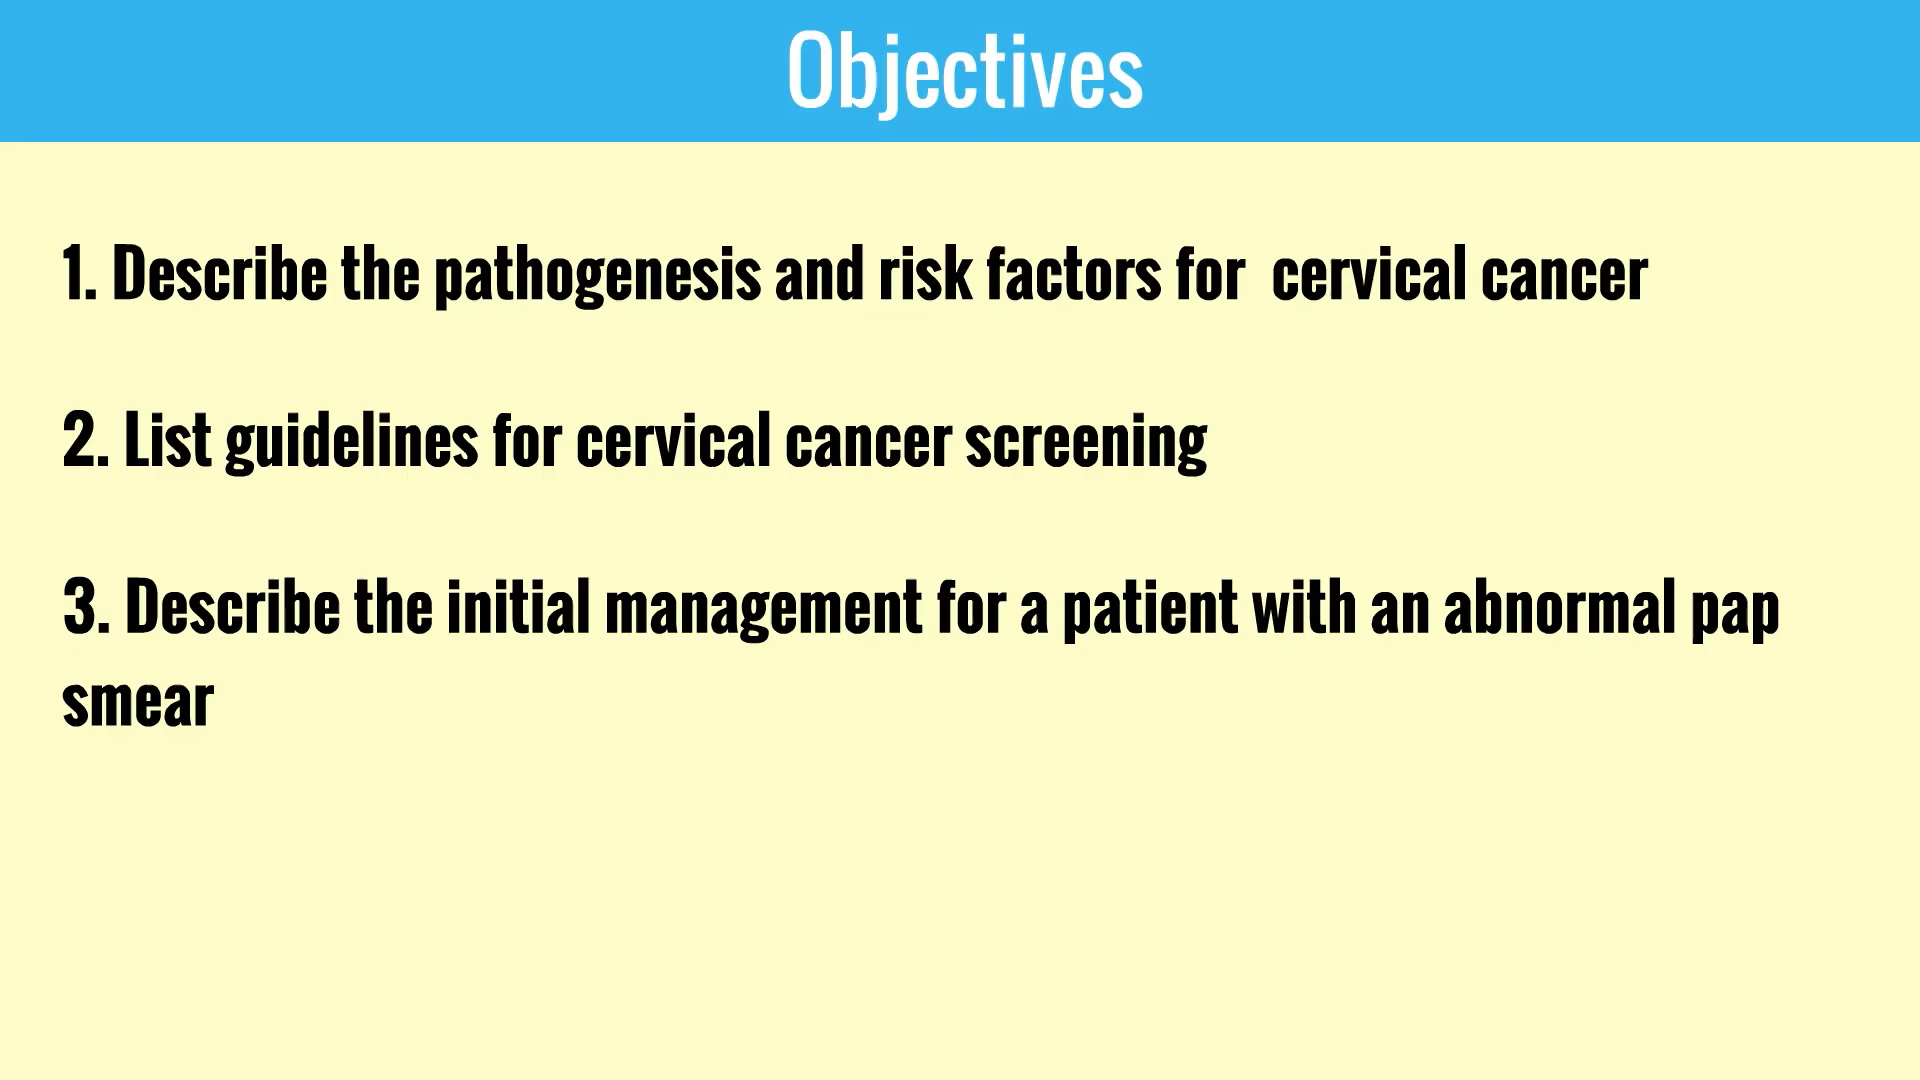 Objectives
1. Describe the pathogenesis and risk factors for  cervical cancer
2. List guidelines for cervical cancer screening
3. Describe the initial management for a patient with an abnormal pap
smear